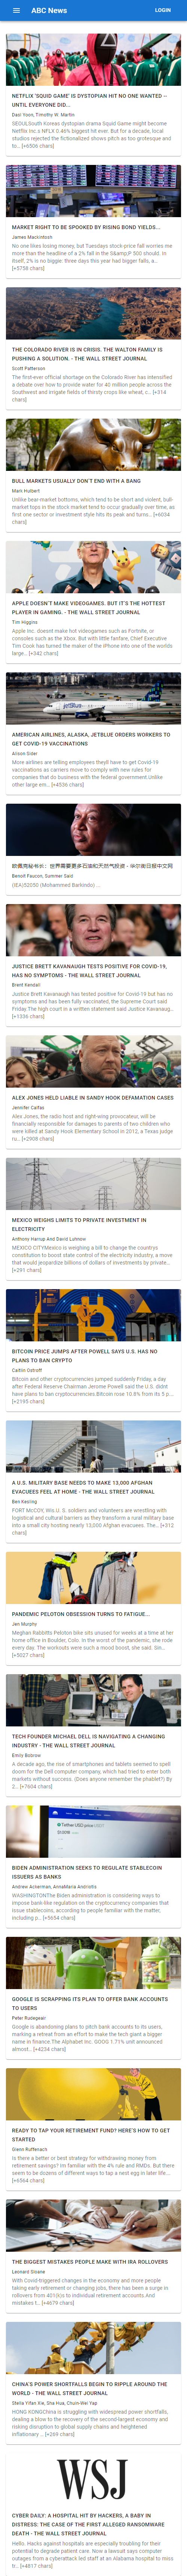 ABC News
LOGIN
NETFLIX 'SQUID GAME' IS DYSTOPIAN HIT NO ONE WANTED --
UNTIL EVERYONE DID...
Dasl Yoon, Timothy W. Martin
SEOULSouth Koreas dystopian drama Squid Game might become
Netflix Inc.s NFLX 0.46% biggest hit ever. But for a decade, local
studios rejected the fictionalized shows pitch as too grotesque and
to… [+6506 chars]
MARKET RIGHT TO BE SPOOKED BY RISING BOND YIELDS...
James Mackintosh
No one likes losing money, but Tuesdays stock-price fall worries me
more than the headline of a 2% fall in the S&amp;P 500 should. In
itself, 2% is no biggie: three days this year had bigger falls, a…
[+5758 chars]
THE COLORADO RIVER IS IN CRISIS. THE WALTON FAMILY IS
PUSHING A SOLUTION. - THE WALL STREET JOURNAL
Scott Patterson
The first-ever official shortage on the Colorado River has intensified
a debate over how to provide water for 40 million people across the
Southwest and irrigate fields of thirsty crops like wheat, c… [+314
chars]
BULL MARKETS USUALLY DON'T END WITH A BANG
Mark Hulbert
Unlike bear-market bottoms, which tend to be short and violent, bull-
market tops in the stock market tend to occur gradually over time, as
first one sector or investment style hits its peak and turns… [+6034
chars]
APPLE DOESN'T MAKE VIDEOGAMES. BUT IT'S THE HOTTEST
PLAYER IN GAMING. - THE WALL STREET JOURNAL
Tim Higgins
Apple Inc. doesnt make hot videogames such as Fortnite, or
consoles such as the Xbox. But with little fanfare, Chief Executive
Tim Cook has turned the maker of the iPhone into one of the worlds
large… [+342 chars]
AMERICAN AIRLINES, ALASKA, JETBLUE ORDERS WORKERS TO
GET COVID-19 VACCINATIONS
Alison Sider
More airlines are telling employees theyll have to get Covid-19
vaccinations as carriers move to comply with new rules for
companies that do business with the federal government.Unlike
other large em… [+4536 chars]
欧佩克秘书长：世界需要更多石油和天然气投资 - 华尔街日报中文网
Benoit Faucon, Summer Said
(IEA)52050 (Mohammed Barkindo) ...
JUSTICE BRETT KAVANAUGH TESTS POSITIVE FOR COVID-19,
HAS NO SYMPTOMS - THE WALL STREET JOURNAL
Brent Kendall
Justice Brett Kavanaugh has tested positive for Covid-19 but has no
symptoms and has been fully vaccinated, the Supreme Court said
Friday.The high court in a written statement said Justice Kavanaug…
[+1336 chars]
ALEX JONES HELD LIABLE IN SANDY HOOK DEFAMATION CASES
Jennifer Calfas
Alex Jones, the radio host and right-wing provocateur, will be
financially responsible for damages to parents of two children who
were killed at Sandy Hook Elementary School in 2012, a Texas judge
ru… [+2908 chars]
MEXICO WEIGHS LIMITS TO PRIVATE INVESTMENT IN
ELECTRICITY
Anthony Harrup And David Luhnow
MEXICO CITYMexico is weighing a bill to change the countrys
constitution to boost state control of the electricity industry, a move
that would jeopardize billions of dollars of investments by private…
[+291 chars]
BITCOIN PRICE JUMPS AFTER POWELL SAYS U.S. HAS NO
PLANS TO BAN CRYPTO
Caitlin Ostroff
Bitcoin and other cryptocurrencies jumped suddenly Friday, a day
after Federal Reserve Chairman Jerome Powell said the U.S. didnt
have plans to ban cryptocurrencies.Bitcoin rose 10.8% from its 5 p.…
[+2195 chars]
A U.S. MILITARY BASE NEEDS TO MAKE 13,000 AFGHAN
EVACUEES FEEL AT HOME - THE WALL STREET JOURNAL
Ben Kesling
FORT McCOY, Wis.U.S. soldiers and volunteers are wrestling with
logistical and cultural barriers as they transform a rural military base
into a small city hosting nearly 13,000 Afghan evacuees. The… [+312
chars]
PANDEMIC PELOTON OBSESSION TURNS TO FATIGUE...
Jen Murphy
Meghan Rabbitts Peloton bike sits unused for weeks at a time at her
home office in Boulder, Colo. In the worst of the pandemic, she rode
every day. The workouts were such a mood boost, she said. Sin…
[+5027 chars]
TECH FOUNDER MICHAEL DELL IS NAVIGATING A CHANGING
INDUSTRY - THE WALL STREET JOURNAL
Emily Bobrow
A decade ago, the rise of smartphones and tablets seemed to spell
doom for the Dell computer company, which had tried to enter both
markets without success. (Does anyone remember the phablet?) By
2… [+7604 chars]
Tether USD
BIDEN ADMINISTRATION SEEKS TO REGULATE STABLECOIN
ISSUERS AS BANKS
Andrew Ackerman, AnnaMaria Andriotis
WASHINGTONThe Biden administration is considering ways to
impose bank-like regulation on the cryptocurrency companies that
issue stablecoins, according to people familiar with the matter,
including p… [+5654 chars]
GOOGLE IS SCRAPPING ITS PLAN TO OFFER BANK ACCOUNTS
TO USERS
Peter Rudegeair
Google is abandoning plans to pitch bank accounts to its users,
marking a retreat from an effort to make the tech giant a bigger
name in finance.The Alphabet Inc. GOOG 1.71% unit announced
almost… [+4234 chars]
READY TO TAP YOUR RETIREMENT FUND? HERE'S HOW TO GET
STARTED
Glenn Ruffenach
Is there a better or best strategy for withdrawing money from
retirement savings? Im familiar with the 4% rule and RMDs. But there
seem to be dozens of different ways to tap a nest egg in later life.…
[+6564 chars]
THE BIGGEST MISTAKES PEOPLE MAKE WITH IRA ROLLOVERS
Leonard Sloane
With Covid-triggered changes in the economy and more people
taking early retirement or changing jobs, there has been a surge in
rollovers from 401(k)s to individual retirement accounts.And
mistakes t… [+4679 chars]
CHINA'S POWER SHORTFALLS BEGIN TO RIPPLE AROUND THE
WORLD - THE WALL STREET JOURNAL
Stella Yifan Xie, Sha Hua, Chuin-Wei Yap
HONG KONGChina is struggling with widespread power shortfalls,
dealing a blow to the recovery of the second-largest economy and
risking disruption to global supply chains and heightened
inflationary … [+269 chars]
WSJ
CYBER DAILY: A HOSPITAL HIT BY HACKERS, A BABY IN
DISTRESS: THE CASE OF THE FIRST ALLEGED RANSOMWARE
DEATH - THE WALL STREET JOURNAL
Hello. Hacks against hospitals are especially troubling for their
potential to degrade patient care. Now a lawsuit says computer
outages from a cyberattack led staff at an Alabama hospital to miss
tr… [+4817 chars]